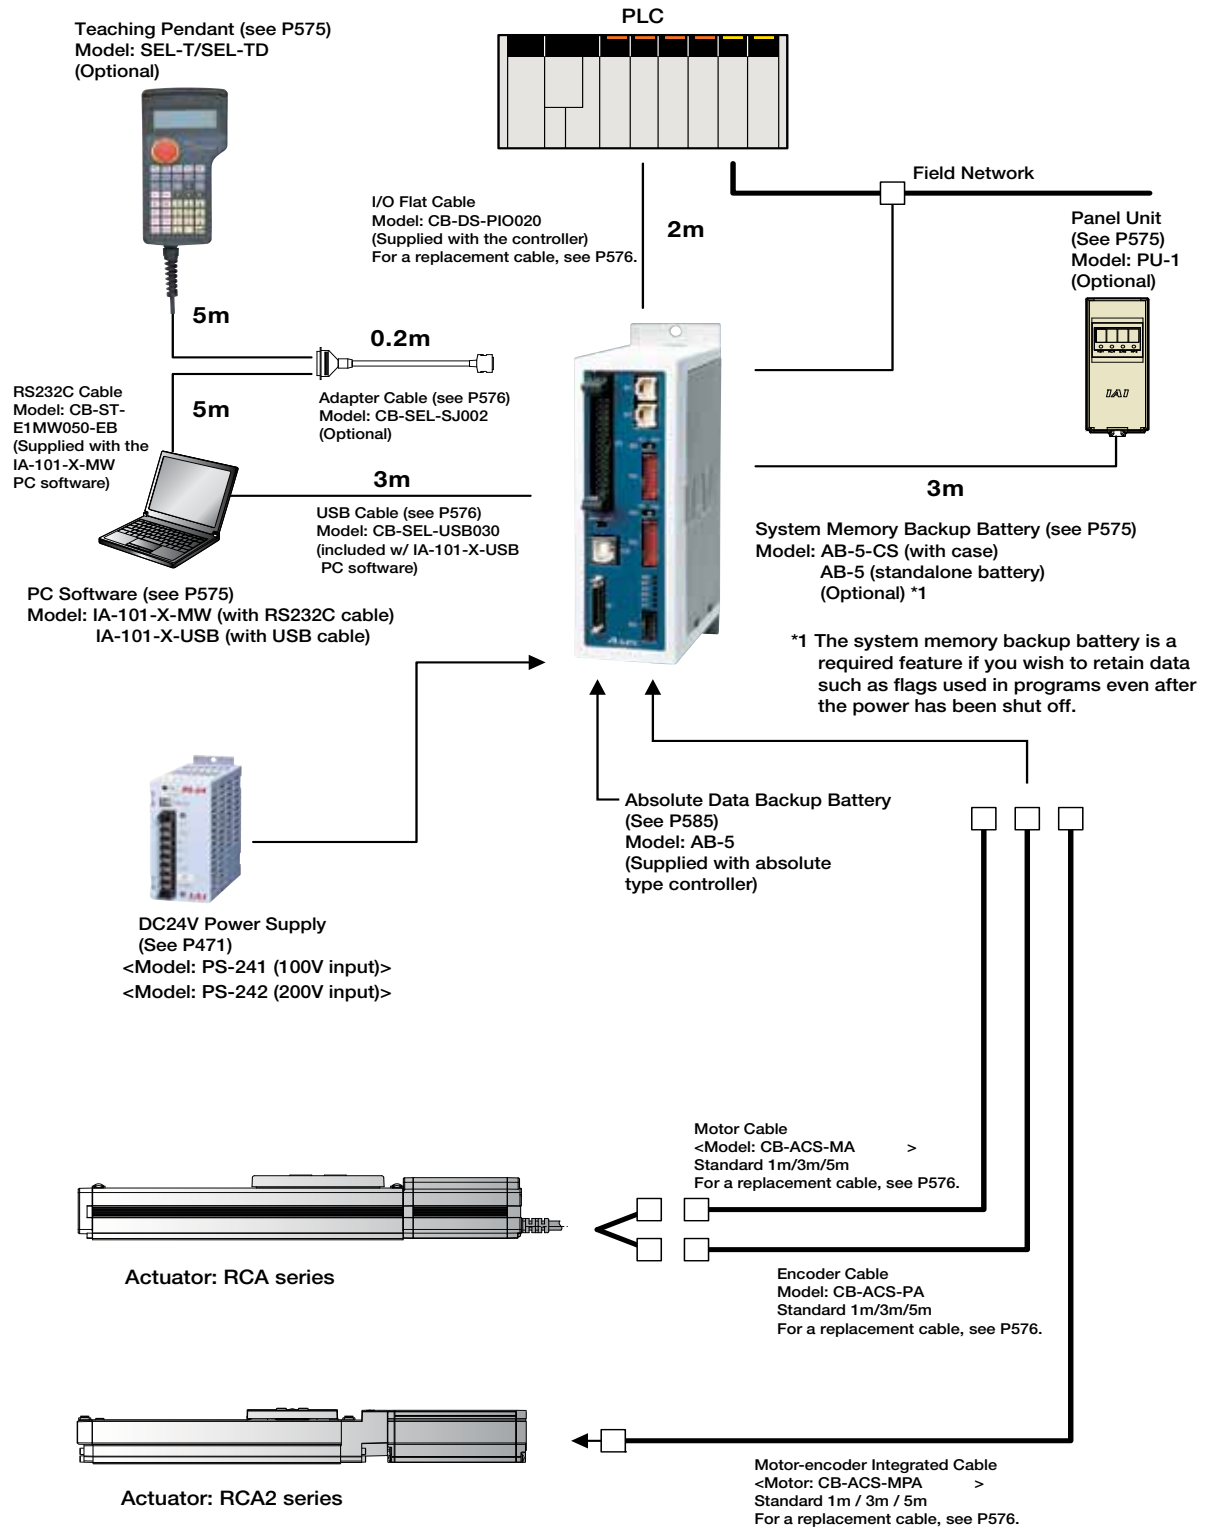 Teaching Pendant (see P575)
Model: SEL-T/SEL-TD
(Optional)
PLC
Field Network
I/O Flat Cable
Model: CB-DS-PIO020
(Supplied with the controller)
For a replacement cable, see P576.
2m
Panel Unit
(See P575)
Model: PU-1
(Optional)
IAI
5m
0.2m
RS232C Cable
Model: CB-ST-
E1MW050-EB
(Supplied with the
IA-101-X-MW
PC software)
5m
Adapter Cable (see P576)
Model: CB-SEL-SJ002
(Optional)
3m
USB Cable (see P576)
Model: CB-SEL-USB030
(included w/ IA-101-X-USB
PC software)
3m
PC Software (see P575)
Model: IA-101-X-MW (with RS232C cable)
IA-101-X-USB (with USB cable)
System Memory Backup Battery (see P575)
Model: AB-5-CS (with case)
AB-5 (standalone battery)
(Optional) *1
*1 The system memory backup battery is a
required feature if you wish to retain data
such as flags used in programs even after
the power has been shut off.
PS-24
IAI
DC24V Power Supply
(See P471)
<Model: PS-241 (100V input)>
<Model: PS-242 (200V input)>
Absolute Data Backup Battery
(See P585)
Model: AB-5
(Supplied with absolute
type controller)
Motor Cable
<Model: CB-ACS-MA >
Standard 1m/3m/5m
For a replacement cable, see P576.
Actuator: RCA series
Encoder Cable
Model: CB-ACS-PA
Standard 1m/3m/5m
For a replacement cable, see P576.
Actuator: RCA2 series
Motor-encoder Integrated Cable
<Motor: CB-ACS-MPA >
Standard 1m / 3m / 5m
For a replacement cable, see P576.